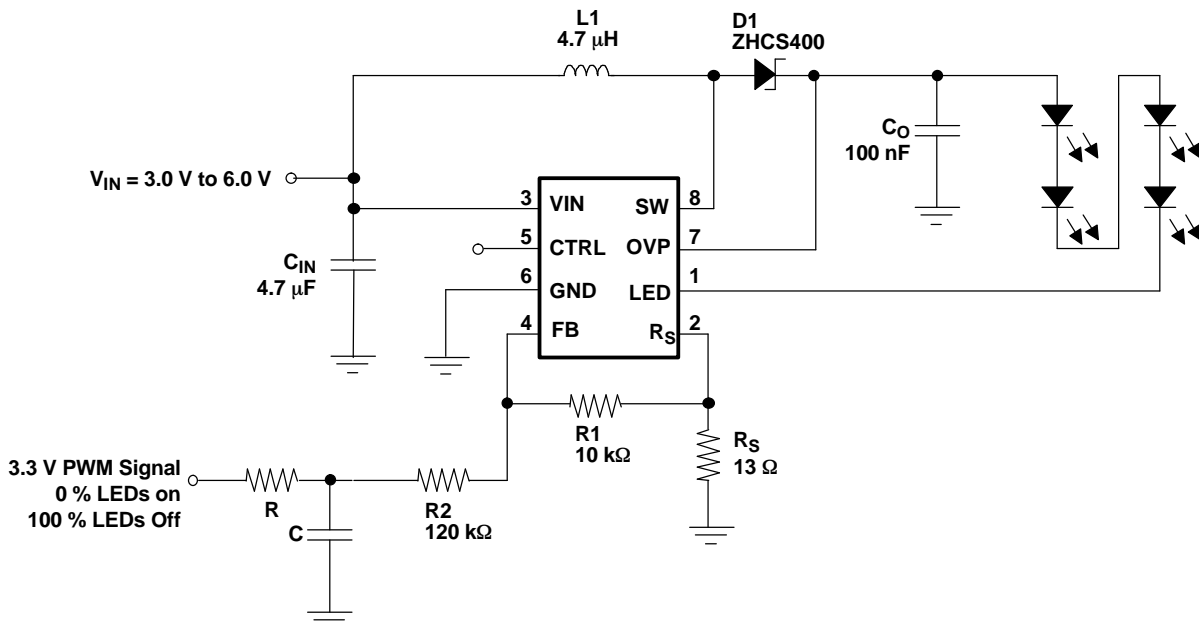 L1
4.7 μH
D1
ZHCS400
C_O
100 nF
V_IN = 3.0 V to 6.0 V
C_IN
4.7 μF
3 VIN
5 CTRL
6 GND
4 FB
SW 8
OVP 7
LED 1
R_S 2
R1
10 kΩ
R_S
13 Ω
3.3 V PWM Signal
0 % LEDs on
100 % LEDs Off
R
C
R2
120 kΩ